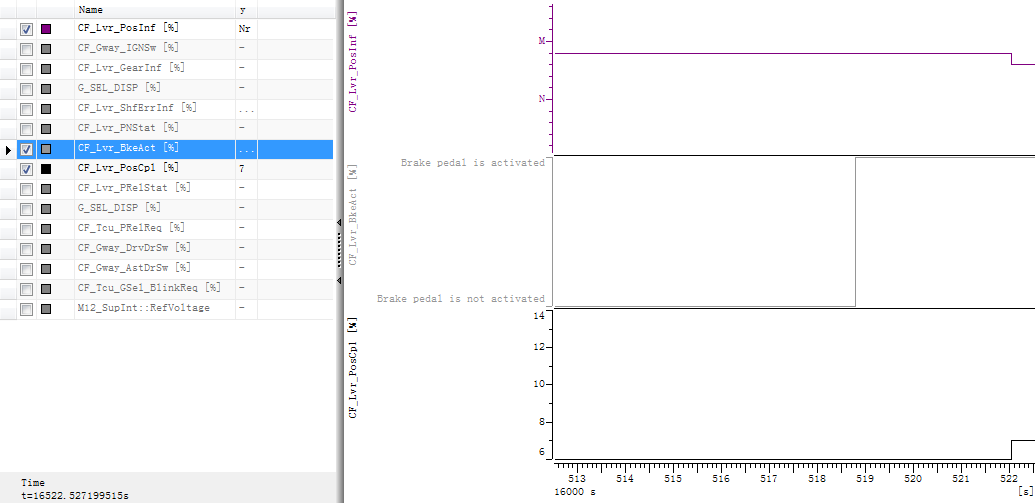 Name y
CF_Lvr_PosInf [%] Nr
CF_Gway_IGNSw [%] -
CF_Lvr_GearInf [%] -
G_SEL_DISP [%] -
CF_Lvr_ShfErrInf [%] ...
CF_Lvr_PNStat [%] -
CF_Lvr_BkeAct [%] ...
CF_Lvr_PosCpl [%] 7
CF_Lvr_PRelStat [%] -
G_SEL_DISP [%] -
CF_Tcu_PRelReq [%] -
CF_Gway_DrvDrSw [%] -
CF_Gway_AstDrSw [%] -
CF_Tcu_GSel_BlinkReq [%] -
M12_SupInt::RefVoltage -
Time
t=16522.527199515s
CF_Lvr_PosInf [%]
M
N
CF_Lvr_BkeAct [%]
Brake pedal is activated
Brake pedal is not activated
CF_Lvr_PosCpl [%]
14
12
10
8
6
513 514 515 516 517 518 519 520 521 522
16000 s [s]